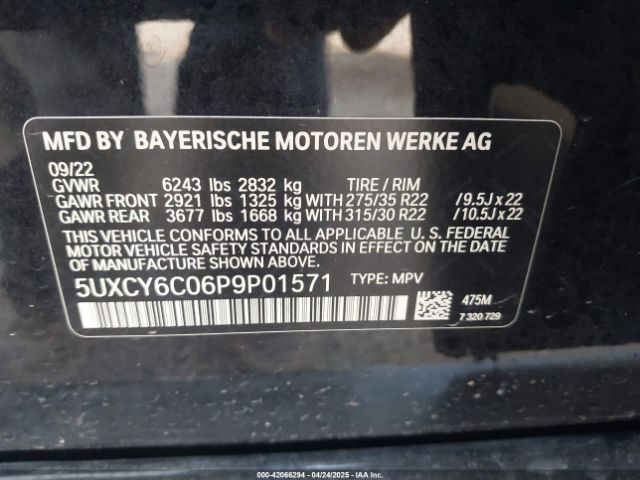 MFD BY BAYERISCHE MOTOREN WERKE AG
09/22
GVWR 6243 lbs 2832 kg TIRE / RIM
GAWR FRONT 2921 lbs 1325 kg WITH 275/35 R22 /9.5J x 22
GAWR REAR 3677 lbs 1668 kg WITH 315/30 R22 /10.5J x 22
THIS VEHICLE CONFORMS TO ALL APPLICABLE U. S. FEDERAL
MOTOR VEHICLE SAFETY STANDARDS IN EFFECT ON THE DATE
OF MANUFACTURE SHOWN ABOVE.
5UXCY6C06P9P01571 TYPE: MPV
475M
7 320 729
000-42066294 - 04/24/2025 - IAA Inc.